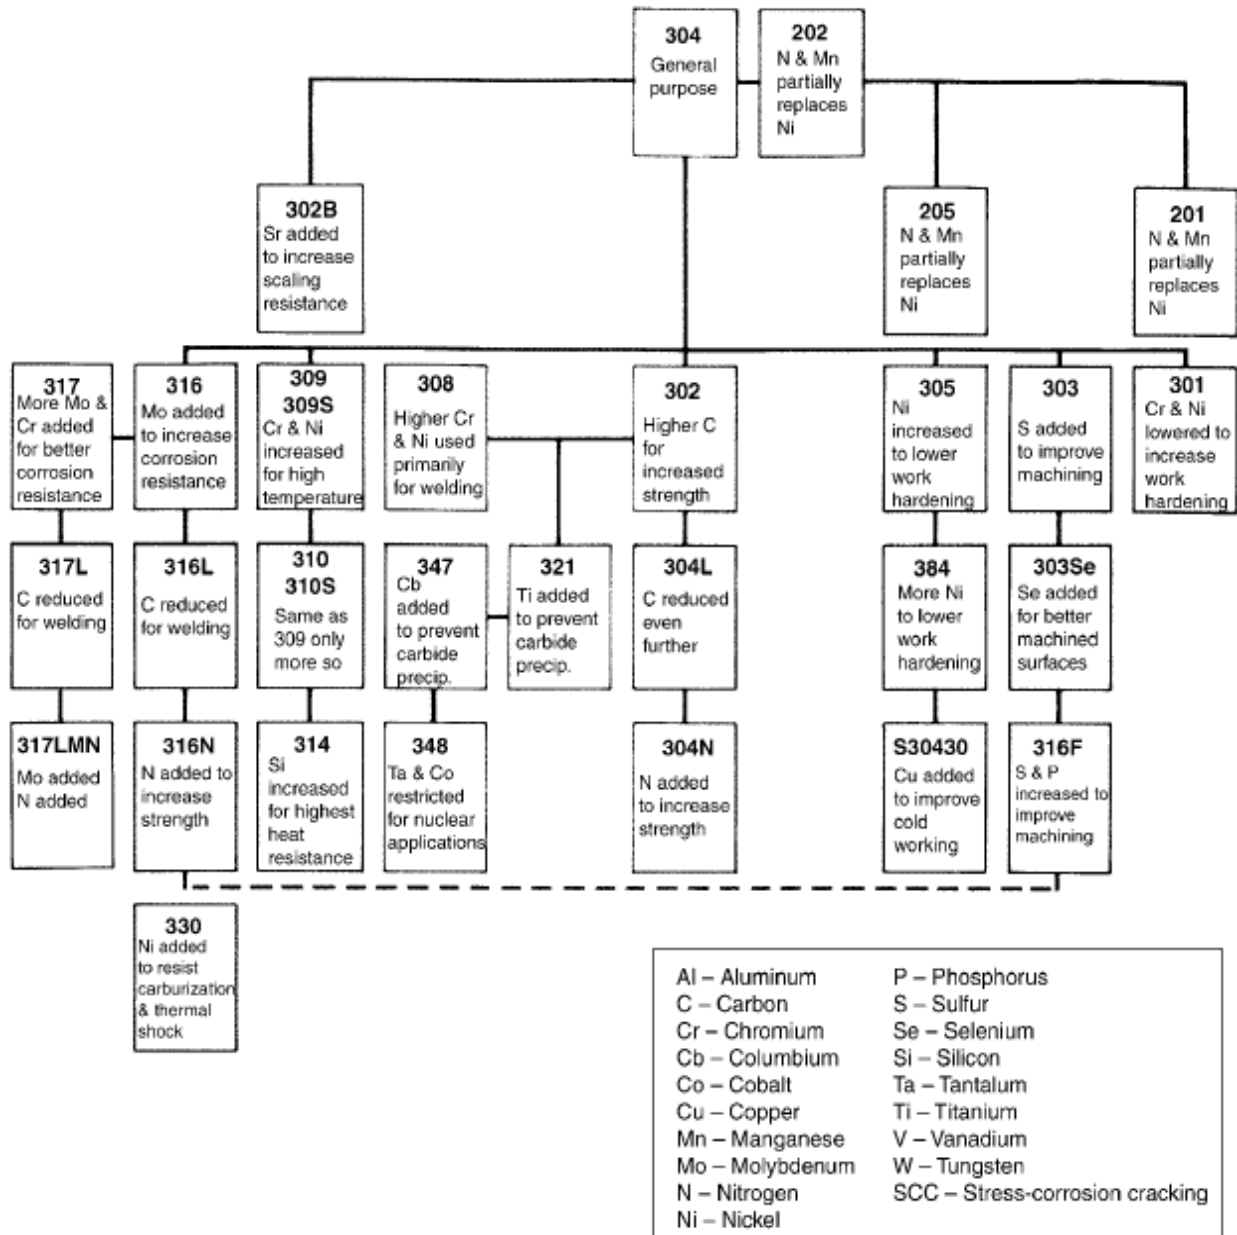 304
General
purpose
202
N & Mn
partially
replaces
Ni
302B
Sr added
to increase
scaling
resistance
205
N & Mn
partially
replaces
Ni
201
N & Mn
partially
replaces
Ni
317
More Mo &
Cr added
for better
corrosion
resistance
316
Mo added
to increase
corrosion
resistance
309
309S
Cr & Ni
increased
for high
temperature
308
Higher Cr
& Ni used
primarily
for welding
302
Higher C
for
increased
strength
305
Ni
increased
to lower
work
hardening
303
S added
to improve
machining
301
Cr & Ni
lowered to
increase
work
hardening
317L
C reduced
for welding
316L
C reduced
for welding
310
310S
Same as
309 only
more so
347
Cb
added
to prevent
carbide
precip.
321
Ti added
to prevent
carbide
precip.
304L
C reduced
even
further
384
More Ni
to lower
work
hardening
303Se
Se added
for better
machined
surfaces
317LMN
Mo added
N added
316N
N added to
increase
strength
314
Si
increased
for highest
heat
resistance
348
Ta & Co
restricted
for nuclear
applications
304N
N added
to increase
strength
S30430
Cu added
to improve
cold
working
316F
S & P
increased to
improve
machining
330
Ni added
to resist
carburization
& thermal
shock
Al – Aluminum
C – Carbon
Cr – Chromium
Cb – Columbium
Co – Cobalt
Cu – Copper
Mn – Manganese
Mo – Molybdenum
N – Nitrogen
Ni – Nickel
P – Phosphorus
S – Sulfur
Se – Selenium
Si – Silicon
Ta – Tantalum
Ti – Titanium
V – Vanadium
W – Tungsten
SCC – Stress-corrosion cracking